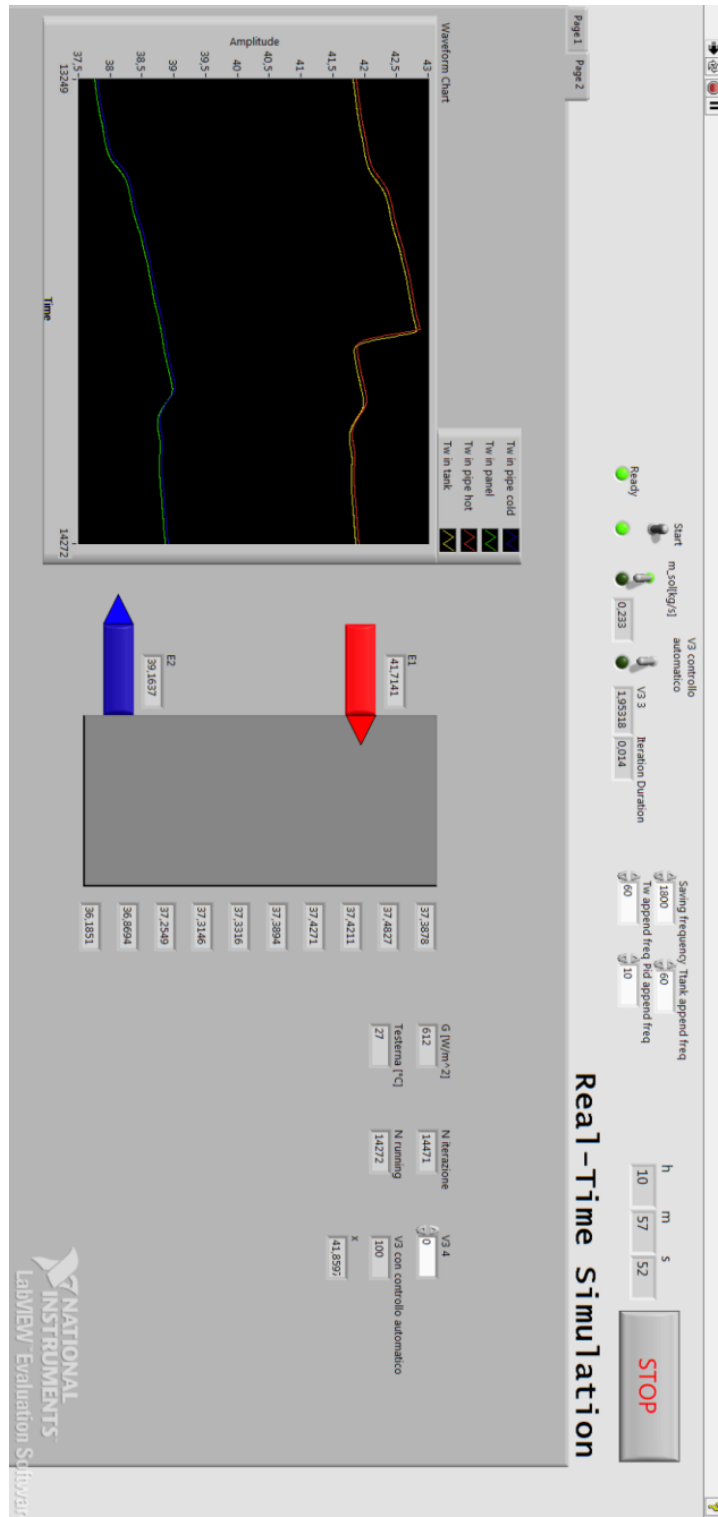 Real-Time Simulation
Page 1
Page 2
Ready
Start
m_sol[kg/s]
0,233
V3 controllo
automatico
V3 3
1,95318
Iteration Duration
0,014
Saving frequency
1800
Ttank append freq
60
Tw append freq
60
Pid append freq
10
h
m
s
10
57
52
STOP
Waveform Chart
Tw in pipe cold
Tw in panel
Tw in pipe hot
Tw in tank
Amplitude
43
42,5
42
41,5
41
40,5
40
39,5
39
38,5
38
37,5
13249
14272
Time
E1
41,7141
E2
39,1637
37,3878
37,4827
37,4211
37,4271
37,3894
37,3316
37,3146
37,2549
36,8694
36,1851
G [W/m^2]
612
Testerna [°C]
27
N iterazione
14471
N running
14272
V3 4
0
V3 con controllo automatico
100
x
41,8597
NATIONAL
INSTRUMENTS
LabVIEW Evaluation Softwar